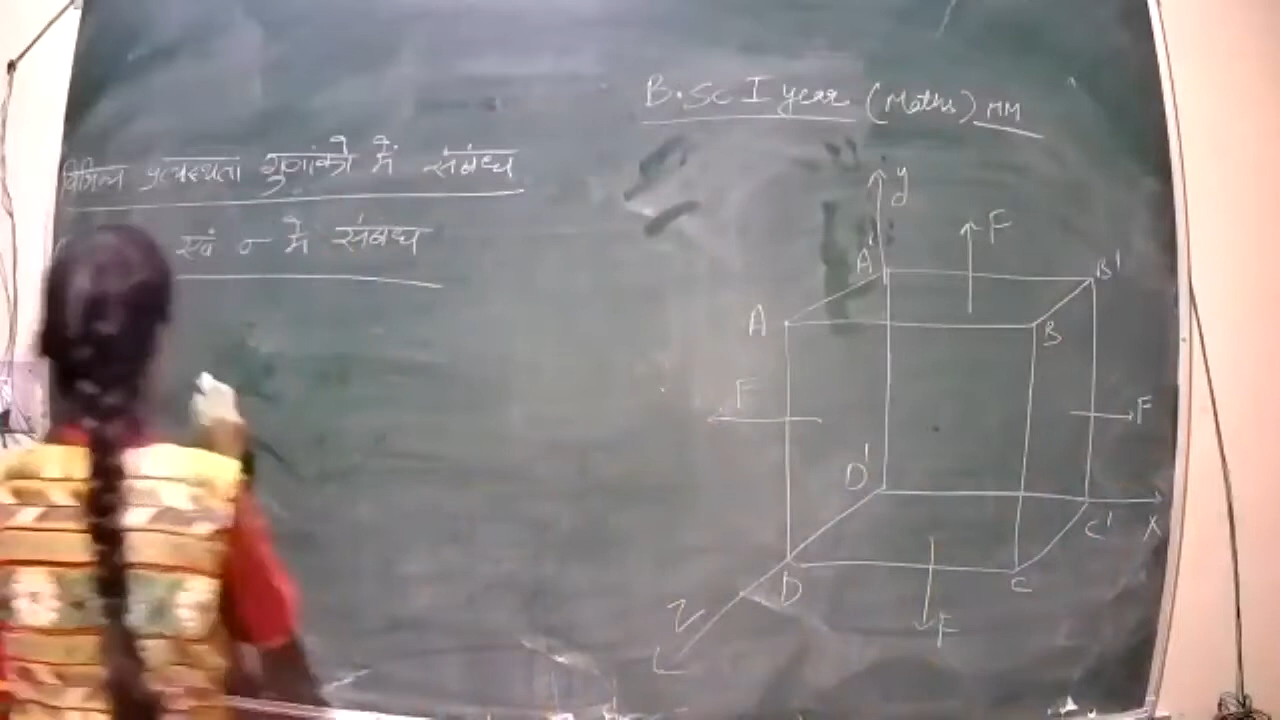 B.Sc I year (Maths) MM
विभिन्न प्रत्यास्थता गुणांको में संबंध
एवं σ में संबंध
y
F
A'
B'
A
B
F
F
D'
C'
X
D
C
Z
F